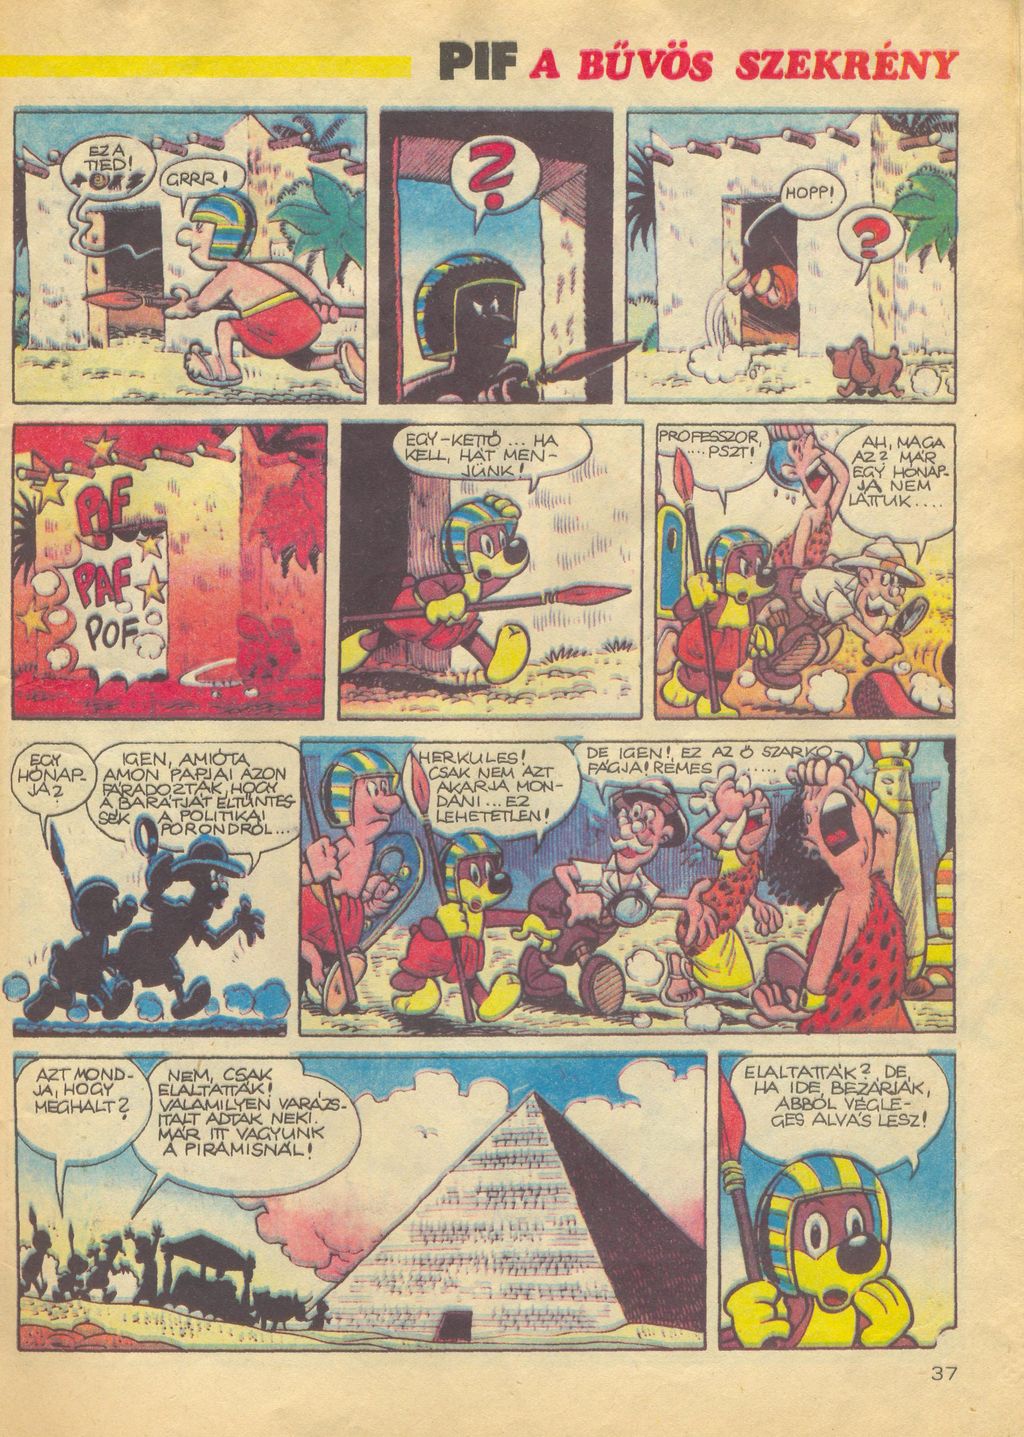 PIF A BŰVÖS SZEKRÉNY
EZ A
TIED!
GRRR!
?
HOPP!
?
PIF
PAF
POF
EGY-KETTŐ... HA
KELL, HÁT MEN-
JÜNK!
PROFESSZOR,
....PSZT!
AH, MAGA
AZ? MÁR
EGY HÓNAP-
JA NEM
LÁTTUK....
EGY
HÓNAP-
JA?
IGEN, AMIÓTA
AMON PAPJAI AZON
FÁRADOZTAK, HOGY
A BARÁTJÁT ELTÜNTES-
SÉK A POLITIKAI
PORONDRÓL...
HERKULES!
CSAK NEM AZT
AKARJA MON-
DANI...EZ
LEHETETLEN!
DE IGEN! EZ AZ Ő SZARKO-
FÁGJA! RÉMES.......
AZT MOND-
JA, HOGY
MEGHALT?
NEM, CSAK
ELALTATTÁK!
VALAMILYEN VARÁZS-
ITALT ADTAK NEKI.
MÁR ITT VAGYUNK
A PIRAMISNÁL!
ELALTATTÁK? DE,
HA IDE BEZÁRJÁK,
ABBÓL VÉGLE-
GES ALVÁS LESZ!
37